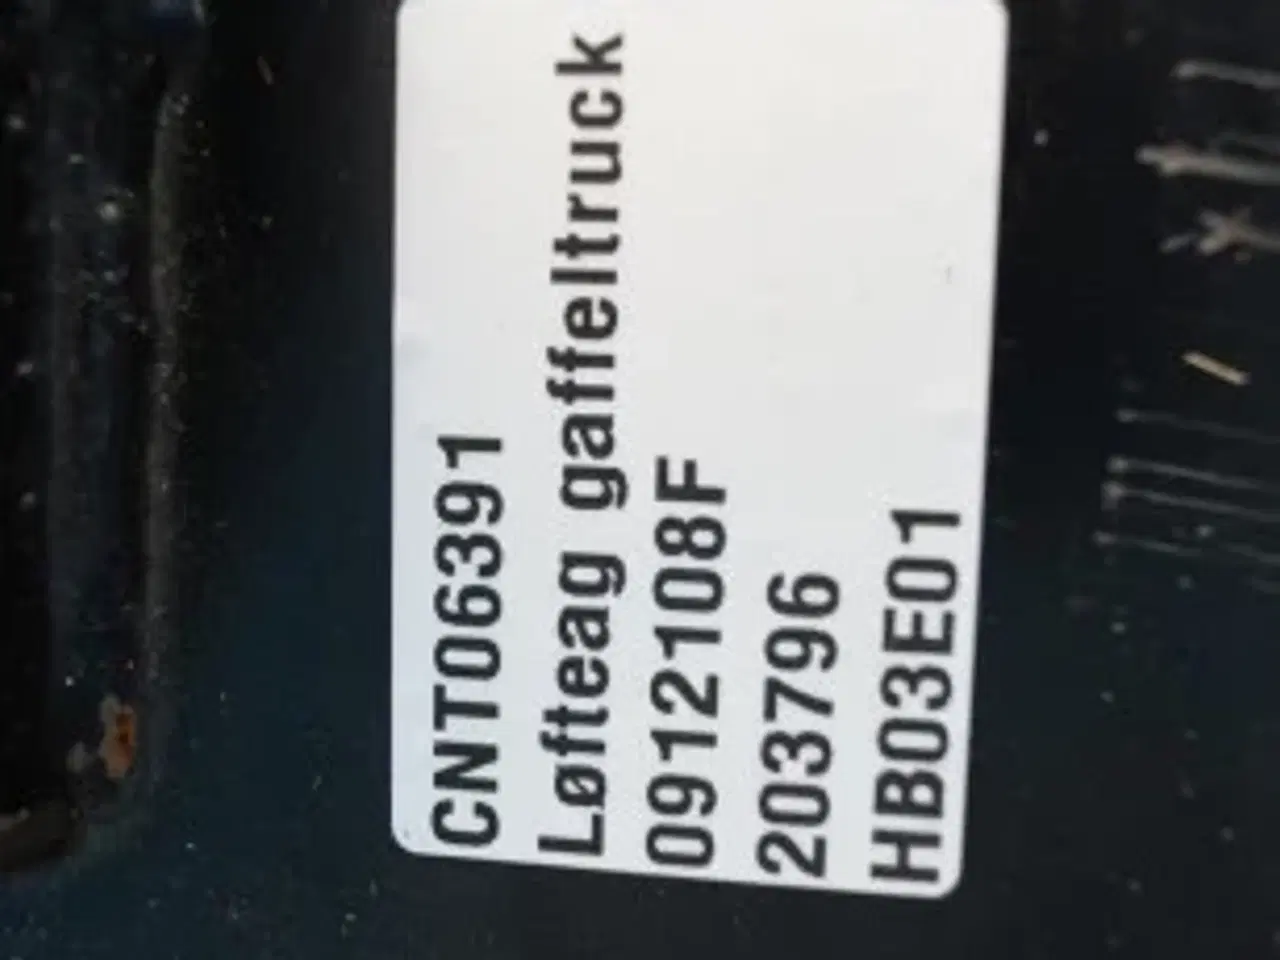 CNT06391
Løfteag gaffeltruck
0912108F
203796
HB03E01